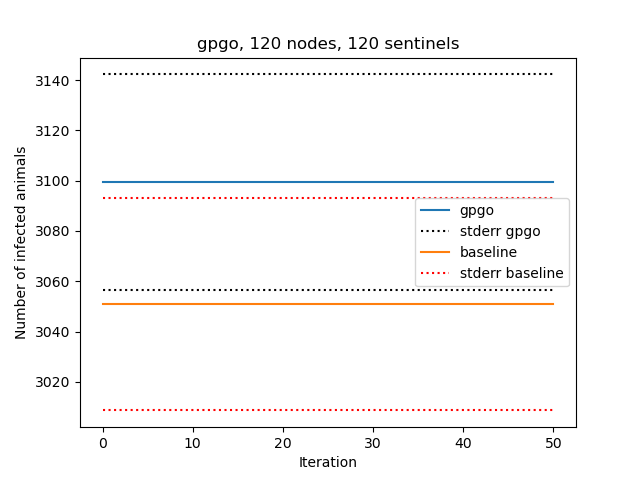 gpgo, 120 nodes, 120 sentinels
3140
3120
3100
3080
3060
3040
3020
Number of infected animals
gpgo
stderr gpgo
baseline
stderr baseline
0 10 20 30 40 50
Iteration